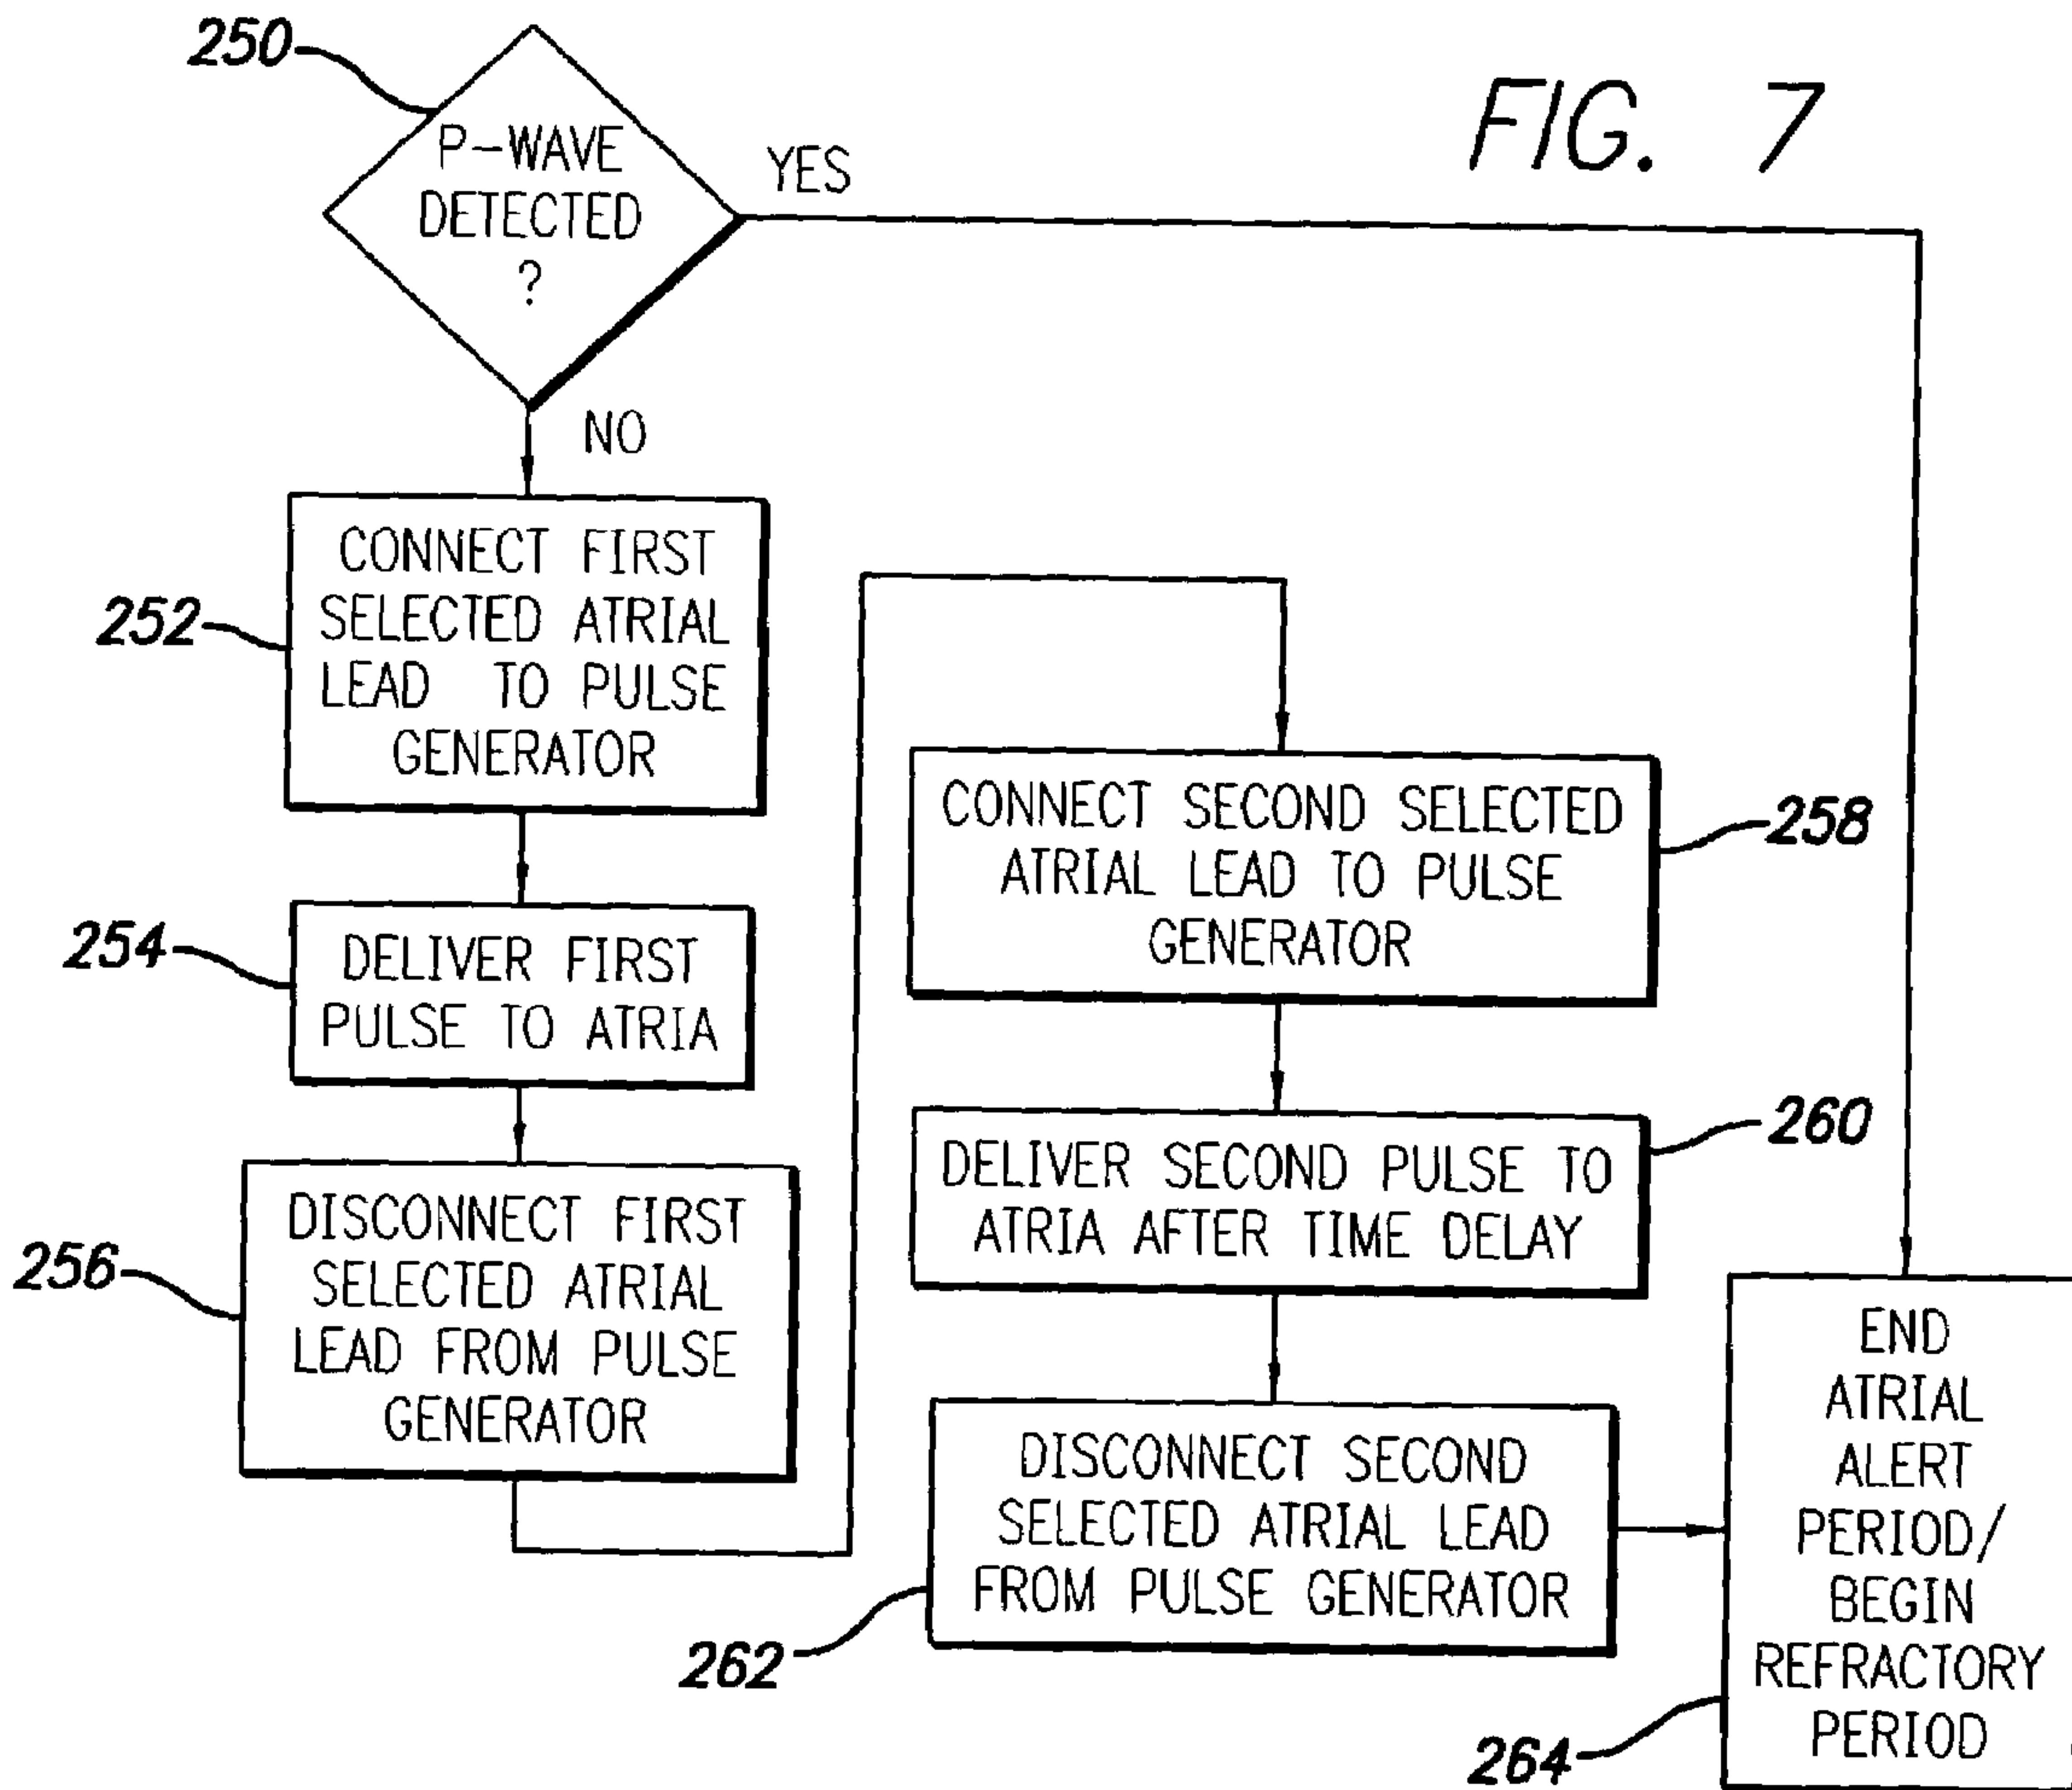 FIG. 7
250
P-WAVE
DETECTED
?
YES
NO
252
CONNECT FIRST
SELECTED ATRIAL
LEAD TO PULSE
GENERATOR
254
DELIVER FIRST
PULSE TO ATRIA
256
DISCONNECT FIRST
SELECTED ATRIAL
LEAD FROM PULSE
GENERATOR
258
CONNECT SECOND SELECTED
ATRIAL LEAD TO PULSE
GENERATOR
260
DELIVER SECOND PULSE TO
ATRIA AFTER TIME DELAY
262
DISCONNECT SECOND
SELECTED ATRIAL LEAD
FROM PULSE GENERATOR
264
END
ATRIAL
ALERT
PERIOD/
BEGIN
REFRACTORY
PERIOD